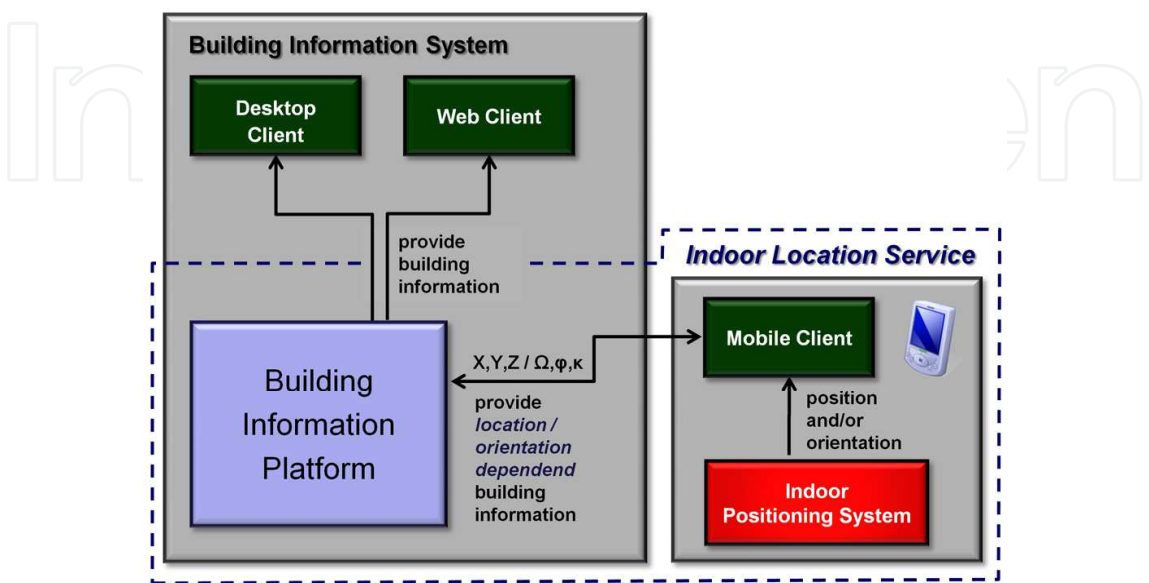 Building Information System
Desktop
Client
Web Client
provide
building
information
Indoor Location Service
Mobile Client
X,Y,Z / Ω,φ,κ
Building
Information
Platform
provide
location /
orientation
dependend
building
information
position
and/or
orientation
Indoor
Positioning System